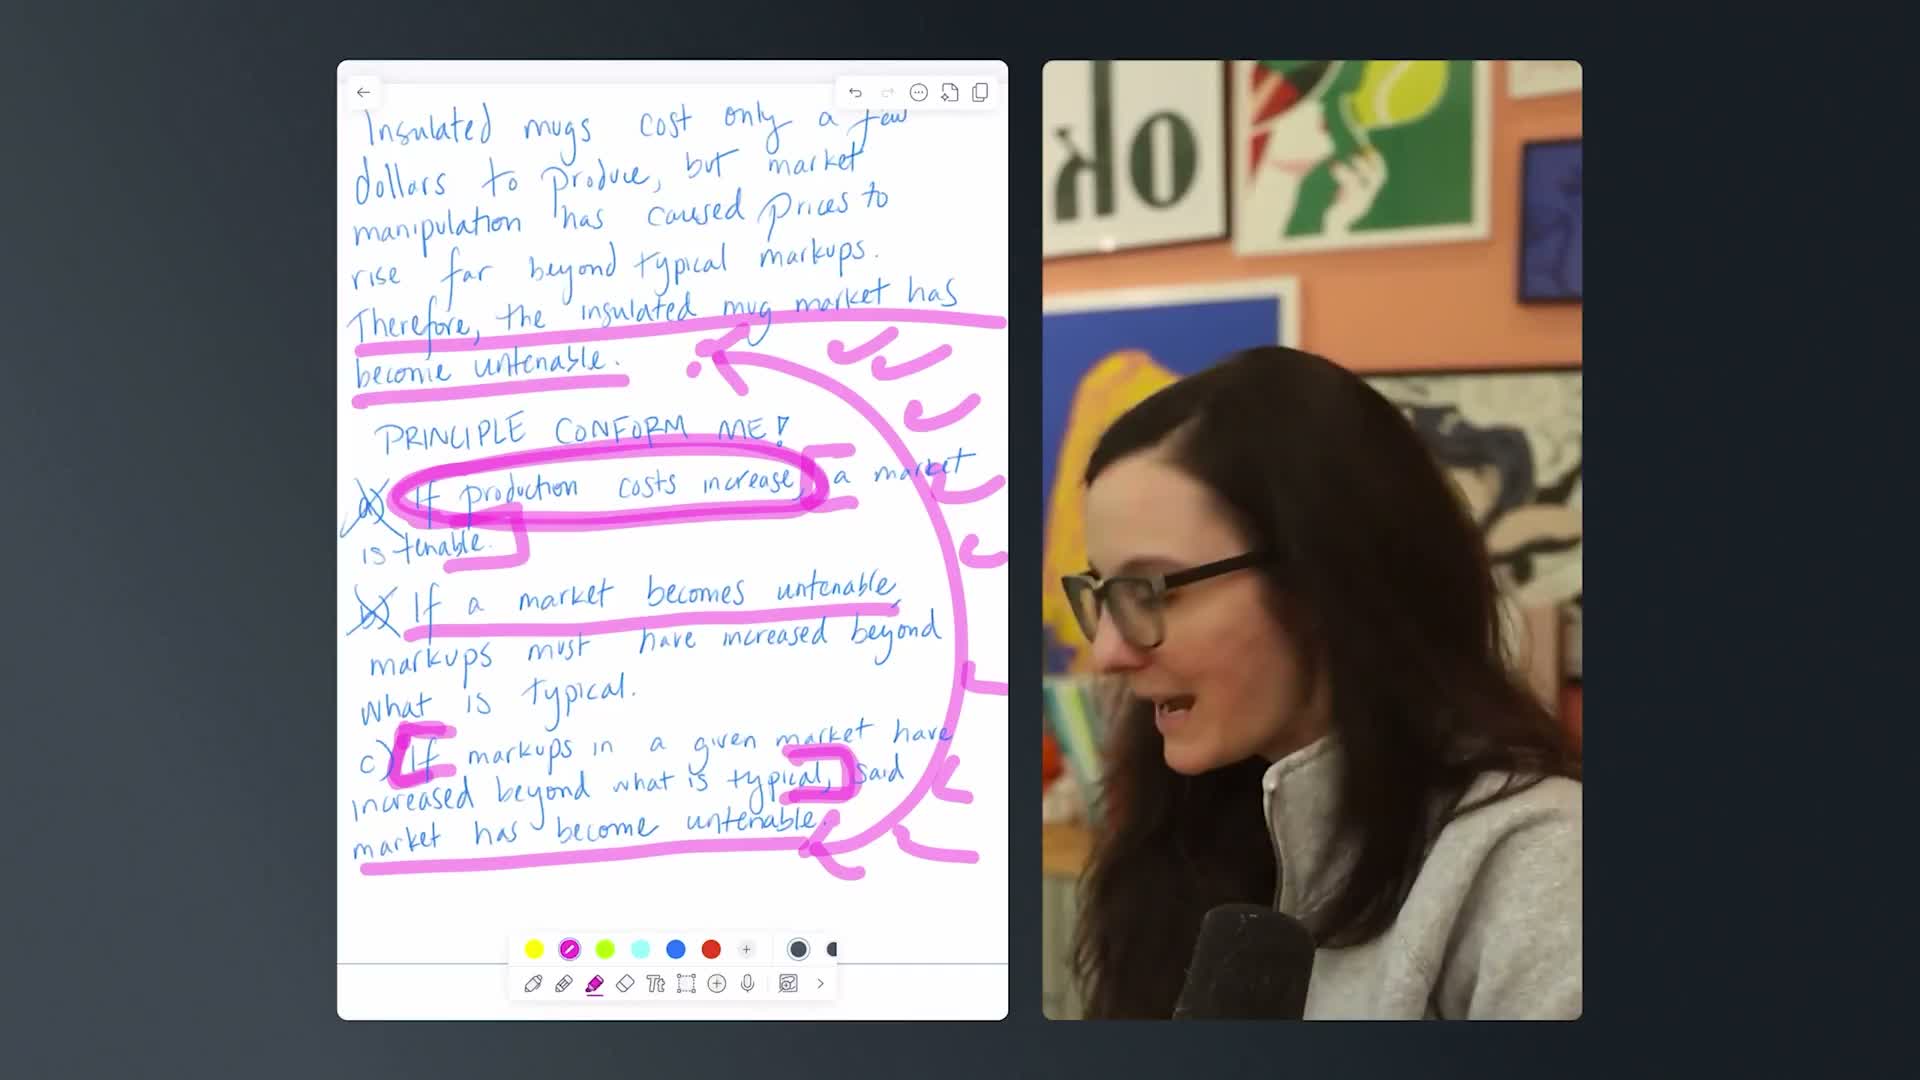 Insulated mugs cost only a few
dollars to produce, but market
manipulation has caused prices to
rise far beyond typical markups.
Therefore, the insulated mug market has
become untenable.
PRINCIPLE CONFORM ME!
a) If production costs increase, a market
is tenable.
b) If a market becomes untenable,
markups must have increased beyond
what is typical.
c) If markups in a given market have
increased beyond what is typical, said
market has become untenable.
Tt